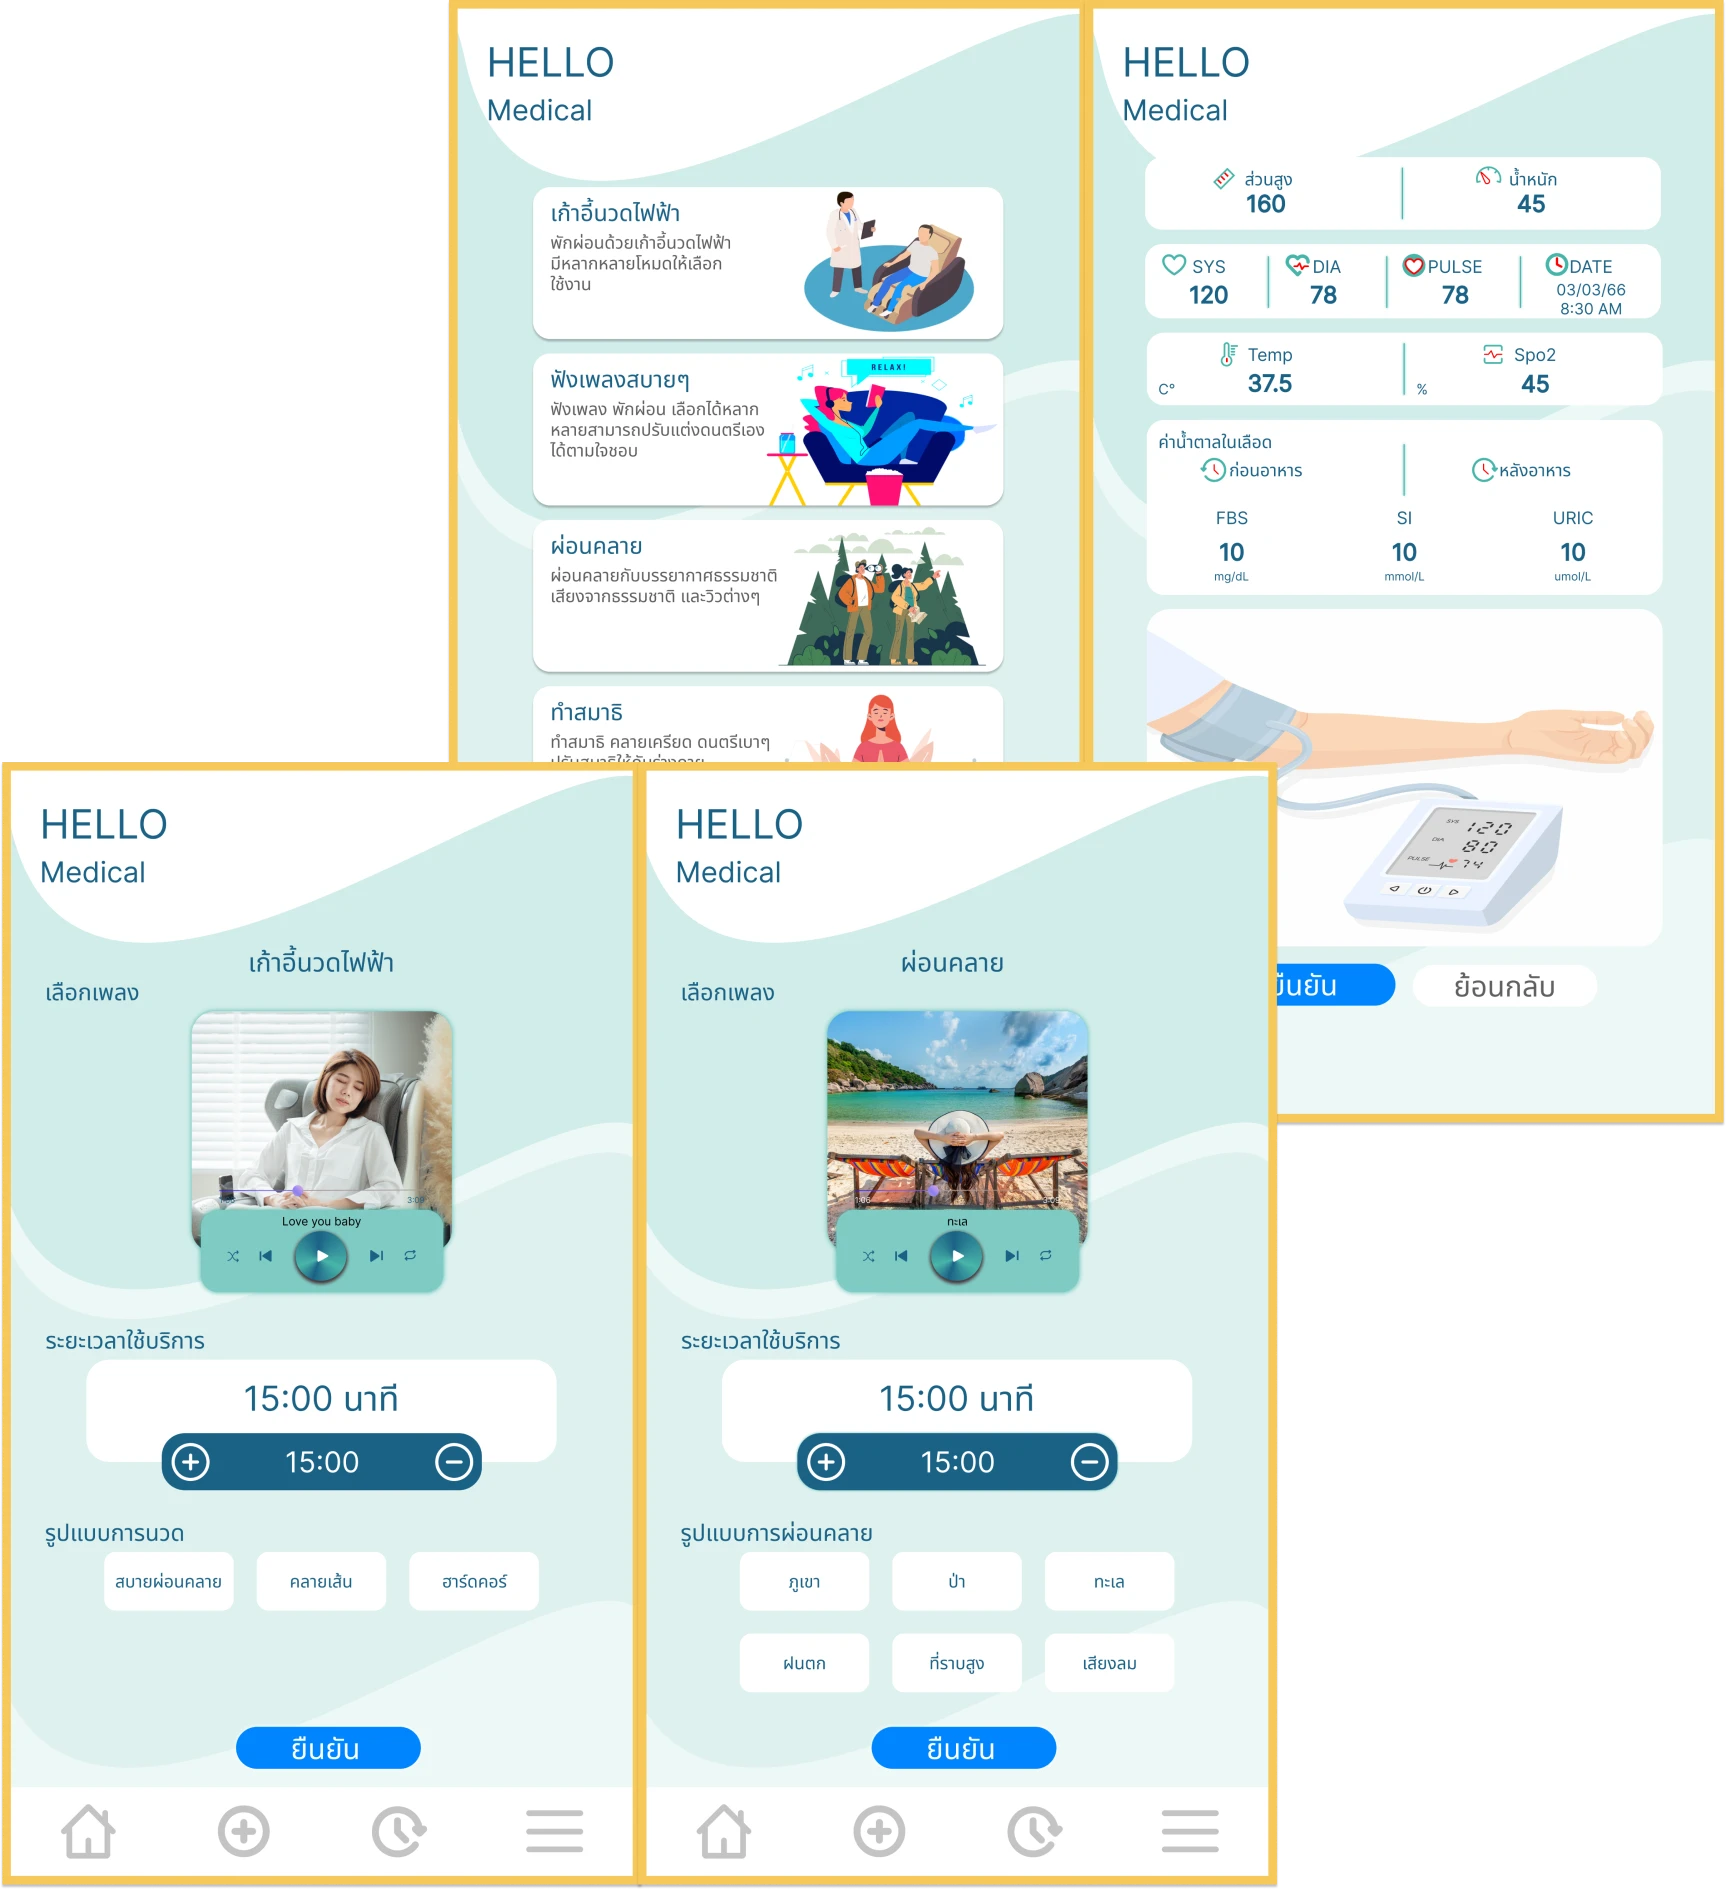 HELLO
Medical
เก้าอี้นวดไฟฟ้า
พักผ่อนด้วยเก้าอี้นวดไฟฟ้า
มีหลากหลายโหมดให้เลือก
ใช้งาน
ฟังเพลงสบายๆ
ฟังเพลง พักผ่อน เลือกได้หลาก
หลายสามารถปรับแต่งดนตรีเอง
ได้ตามใจชอบ
RELAX!
ผ่อนคลาย
ผ่อนคลายกับบรรยากาศธรรมชาติ
เสียงจากธรรมชาติ และวิวต่างๆ
ทำสมาธิ
ทำสมาธิ คลายเครียด ดนตรีเบาๆ
HELLO
Medical
ส่วนสูง
160
น้ำหนัก
45
SYS
120
DIA
78
PULSE
78
DATE
03/03/66
8:30 AM
Temp
37.5
C°
Spo2
45
%
ค่าน้ำตาลในเลือด
ก่อนอาหาร
หลังอาหาร
FBS
10
mg/dL
SI
10
mmol/L
URIC
10
umol/L
SYS 120
DIA 80
PULSE 74
ยืนยัน
ย้อนกลับ
HELLO
Medical
เก้าอี้นวดไฟฟ้า
เลือกเพลง
3:09
Love you baby
ระยะเวลาใช้บริการ
15:00 นาที
15:00
รูปแบบการนวด
สบายผ่อนคลาย
คลายเส้น
ฮาร์ดคอร์
ยืนยัน
HELLO
Medical
ผ่อนคลาย
เลือกเพลง
1:06
3:09
ทะเล
ระยะเวลาใช้บริการ
15:00 นาที
15:00
รูปแบบการผ่อนคลาย
ภูเขา
ป่า
ทะเล
ฝนตก
ที่ราบสูง
เสียงลม
ยืนยัน